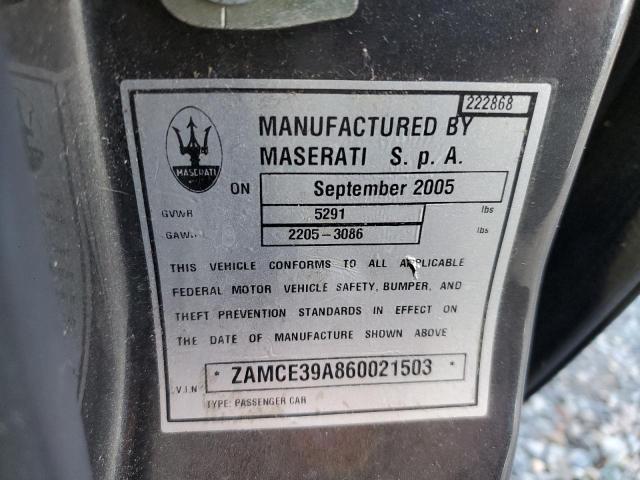 222868
MANUFACTURED BY
MASERATI S. p. A.
MASERATI
ON September 2005
GVWR 5291 lbs
GAWR 2205-3086 lbs
THIS VEHICLE CONFORMS TO ALL APPLICABLE
FEDERAL MOTOR VEHICLE SAFETY, BUMPER, AND
THEFT PREVENTION STANDARDS IN EFFECT ON
THE DATE OF MANUFACTURE SHOWN ABOVE
V.I.N * ZAMCE39A860021503 *
TYPE: PASSENGER CAR